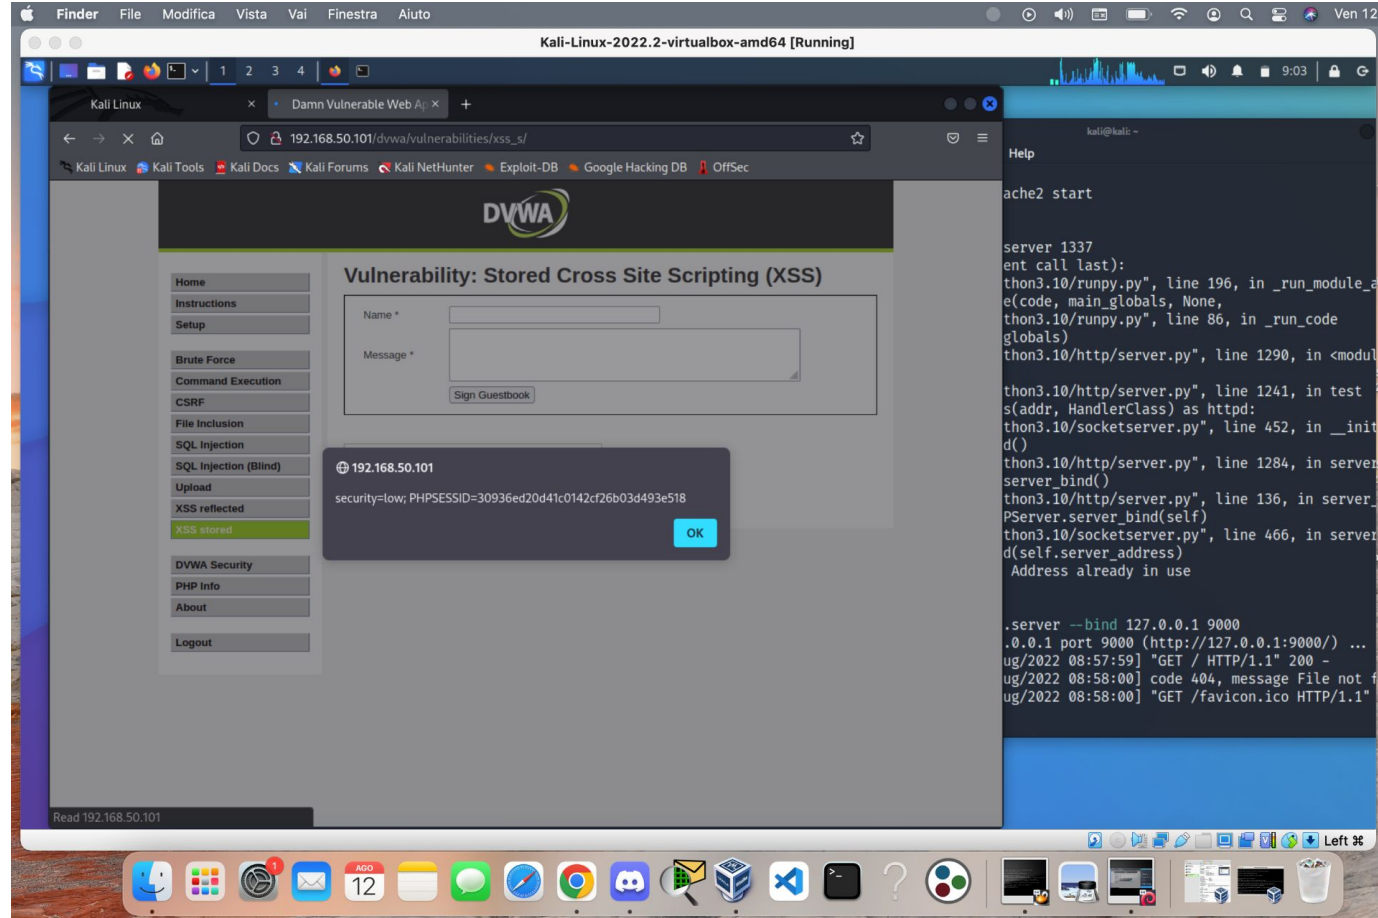 Finder File Modifica Vista Vai Finestra Aiuto Ven 12
Kali-Linux-2022.2-virtualbox-amd64 [Running]
1 2 3 4 9:03
Kali Linux Damn Vulnerable Web Ap
192.168.50.101/dvwa/vulnerabilities/xss_s/
Kali Linux Kali Tools Kali Docs Kali Forums Kali NetHunter Exploit-DB Google Hacking DB OffSec
DVWA
Home
Instructions
Setup
Brute Force
Command Execution
CSRF
File Inclusion
SQL Injection
SQL Injection (Blind)
Upload
XSS reflected
XSS stored
DVWA Security
PHP Info
About
Logout
Vulnerability: Stored Cross Site Scripting (XSS)
Name *
Message *
Sign Guestbook
192.168.50.101
security=low; PHPSESSID=30936ed20d41c0142cf26b03d493e518
OK
Read 192.168.50.101
kali@kali: ~
Help
ache2 start
server 1337
ent call last):
thon3.10/runpy.py", line 196, in _run_module_a
e(code, main_globals, None,
thon3.10/runpy.py", line 86, in _run_code
globals)
thon3.10/http/server.py", line 1290, in <modul
thon3.10/http/server.py", line 1241, in test
s(addr, HandlerClass) as httpd:
thon3.10/socketserver.py", line 452, in __init
d()
thon3.10/http/server.py", line 1284, in server
server_bind()
thon3.10/http/server.py", line 136, in server_
PServer.server_bind(self)
thon3.10/socketserver.py", line 466, in server
d(self.server_address)
Address already in use
.server --bind 127.0.0.1 9000
.0.0.1 port 9000 (http://127.0.0.1:9000/) ...
ug/2022 08:57:59] "GET / HTTP/1.1" 200 -
ug/2022 08:58:00] code 404, message File not f
ug/2022 08:58:00] "GET /favicon.ico HTTP/1.1"
Left ⌘
AGO
12
1